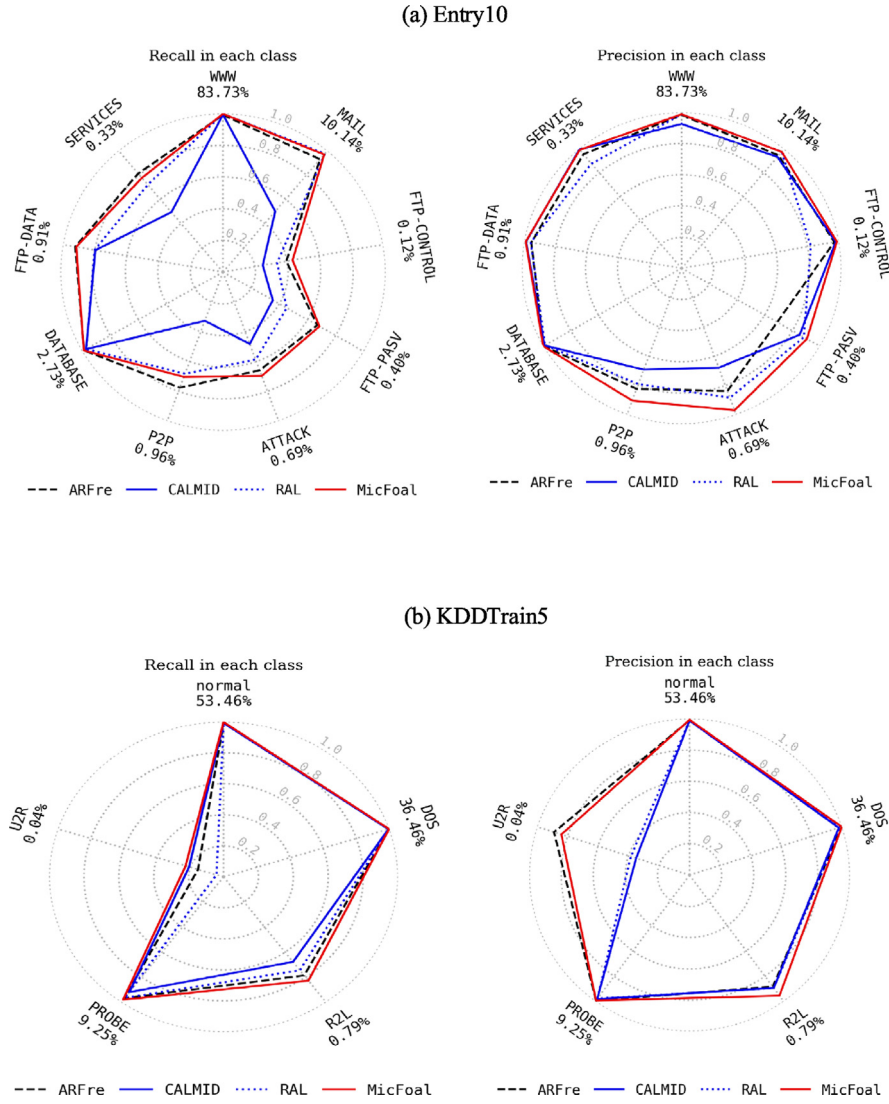 (a) Entry10
Recall in each class
WWW
83.73%
MAIL
10.14%
FTP-CONTROL
0.12%
FTP-PASV
0.40%
ATTACK
0.69%
P2P
0.96%
DATABASE
2.73%
FTP-DATA
0.91%
SERVICES
0.33%
1.0
0.8
0.6
0.4
0.2
ARFre CALMID RAL MicFoal
Precision in each class
WWW
83.73%
MAIL
10.14%
FTP-CONTROL
0.12%
FTP-PASV
0.40%
ATTACK
0.69%
P2P
0.96%
DATABASE
2.73%
FTP-DATA
0.91%
SERVICES
0.33%
1.0
0.8
0.6
0.4
0.2
ARFre CALMID RAL MicFoal
(b) KDDTrain5
Recall in each class
normal
53.46%
DOS
36.46%
R2L
0.79%
PROBE
9.25%
U2R
0.04%
1.0
0.8
0.6
0.4
0.2
ARFre CALMID RAL MicFoal
Precision in each class
normal
53.46%
DOS
36.46%
R2L
0.79%
PROBE
9.25%
U2R
0.04%
1.0
0.8
0.6
0.4
0.2
ARFre CALMID RAL MicFoal